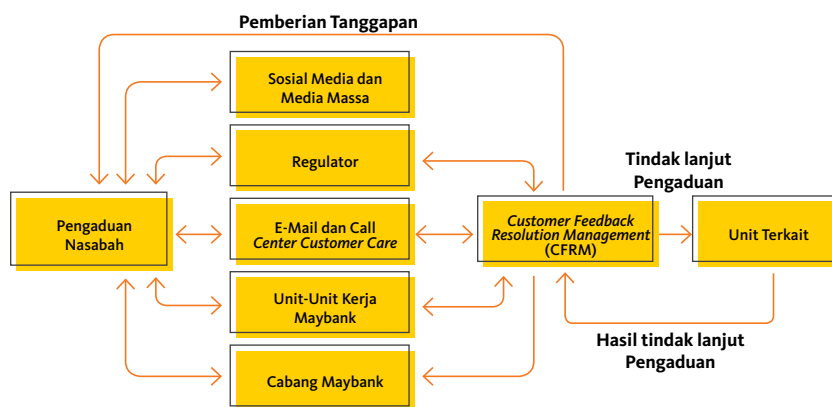 Pemberian Tanggapan
Sosial Media dan
Media Massa
Regulator
Tindak lanjut
Pengaduan
Pengaduan
Nasabah
E-Mail dan Call
Center Customer Care
Customer Feedback
Resolution Management
(CFRM)
Unit Terkait
Unit-Unit Kerja
Maybank
Hasil tindak lanjut
Pengaduan
Cabang Maybank